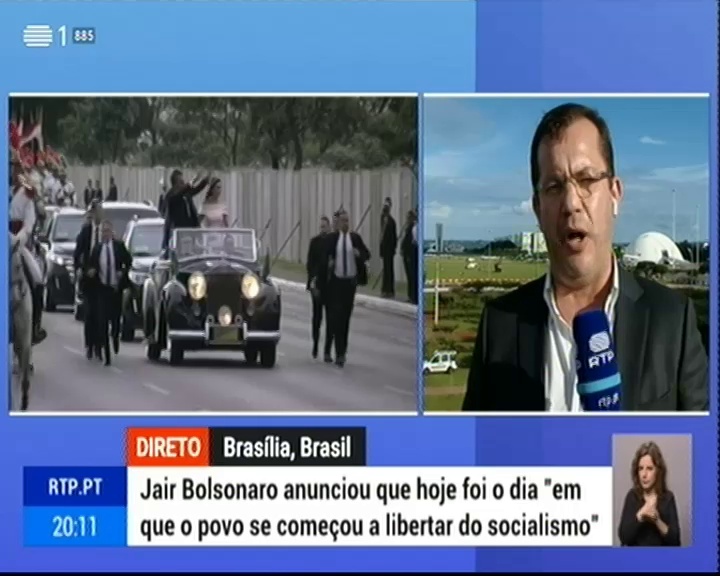 1 885
RTP
DIRETO Brasília, Brasil
RTP.PT
20:11
Jair Bolsonaro anunciou que hoje foi o dia "em
que o povo se começou a libertar do socialismo"